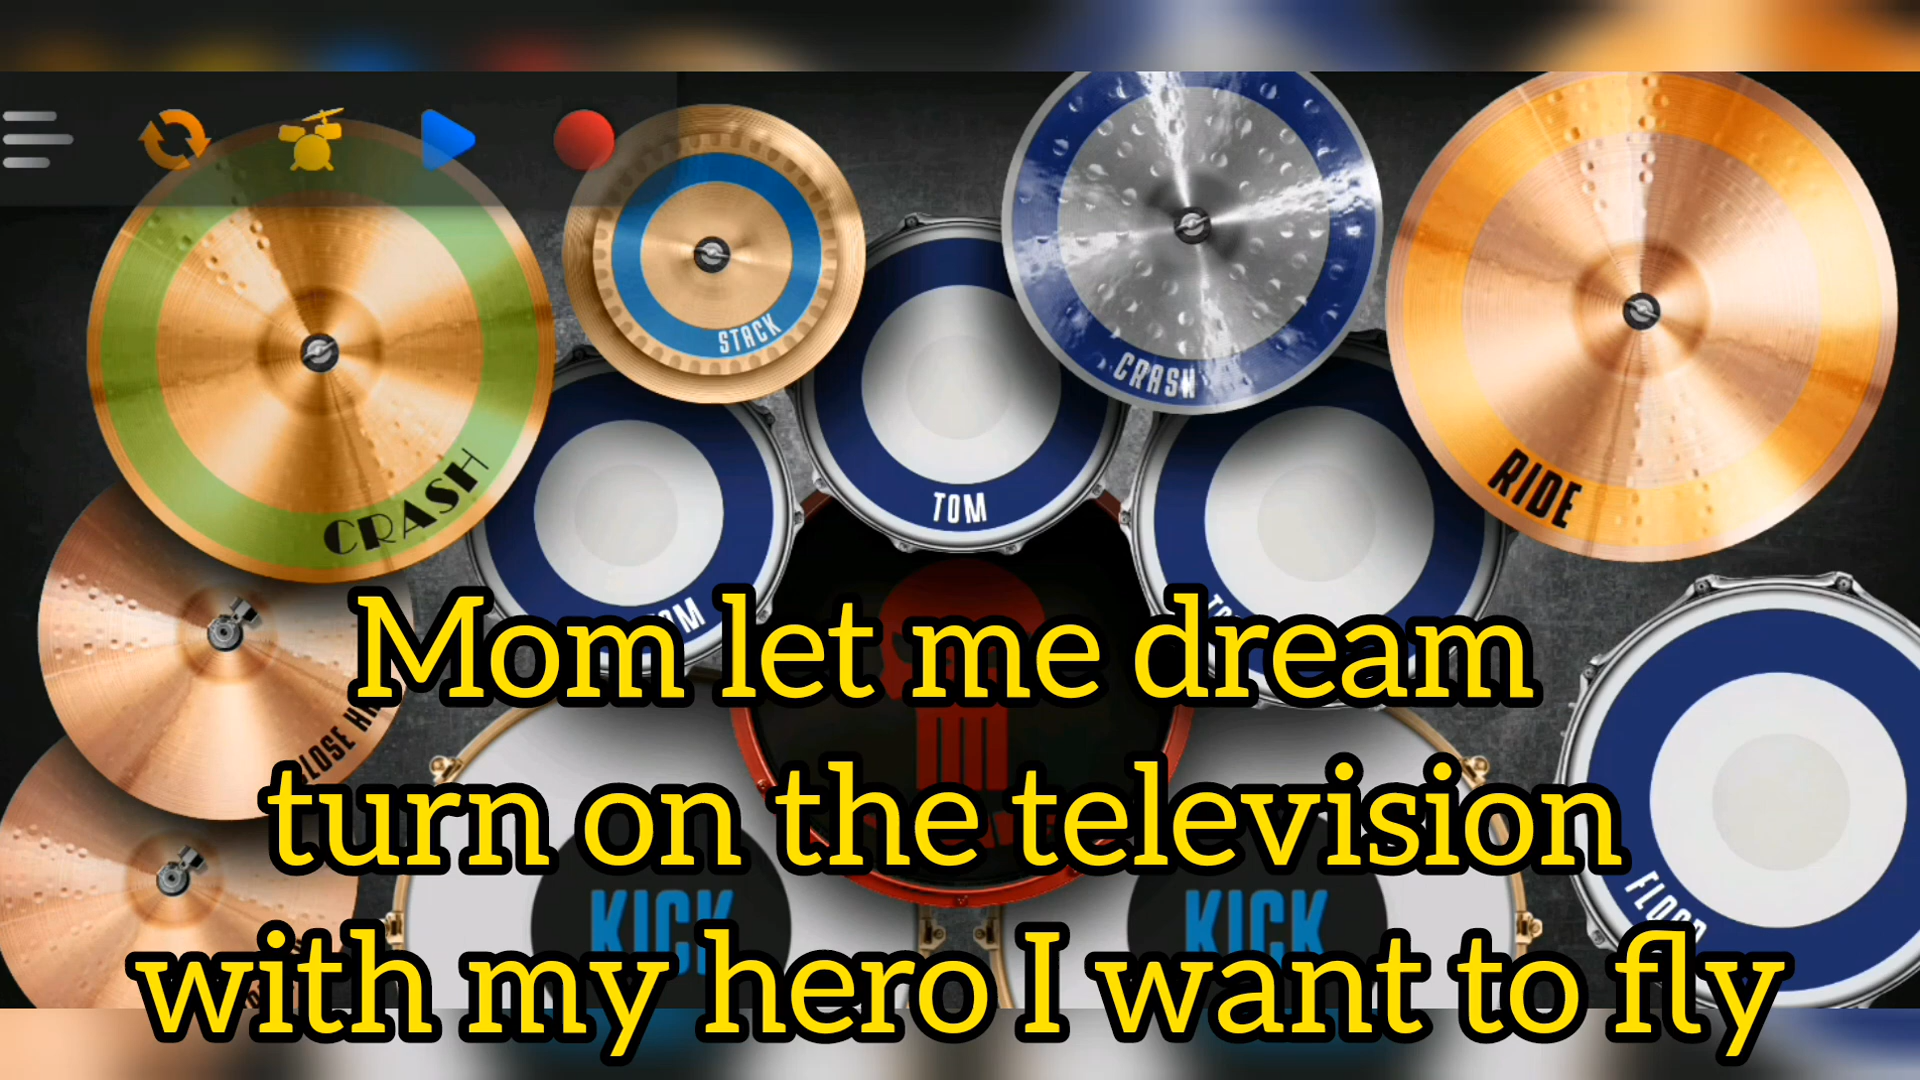 STACK
CRASH
CRASH
RIDE
TOM
Mom let me dream
turn on the television
with my hero I want to fly
KICK
KICK